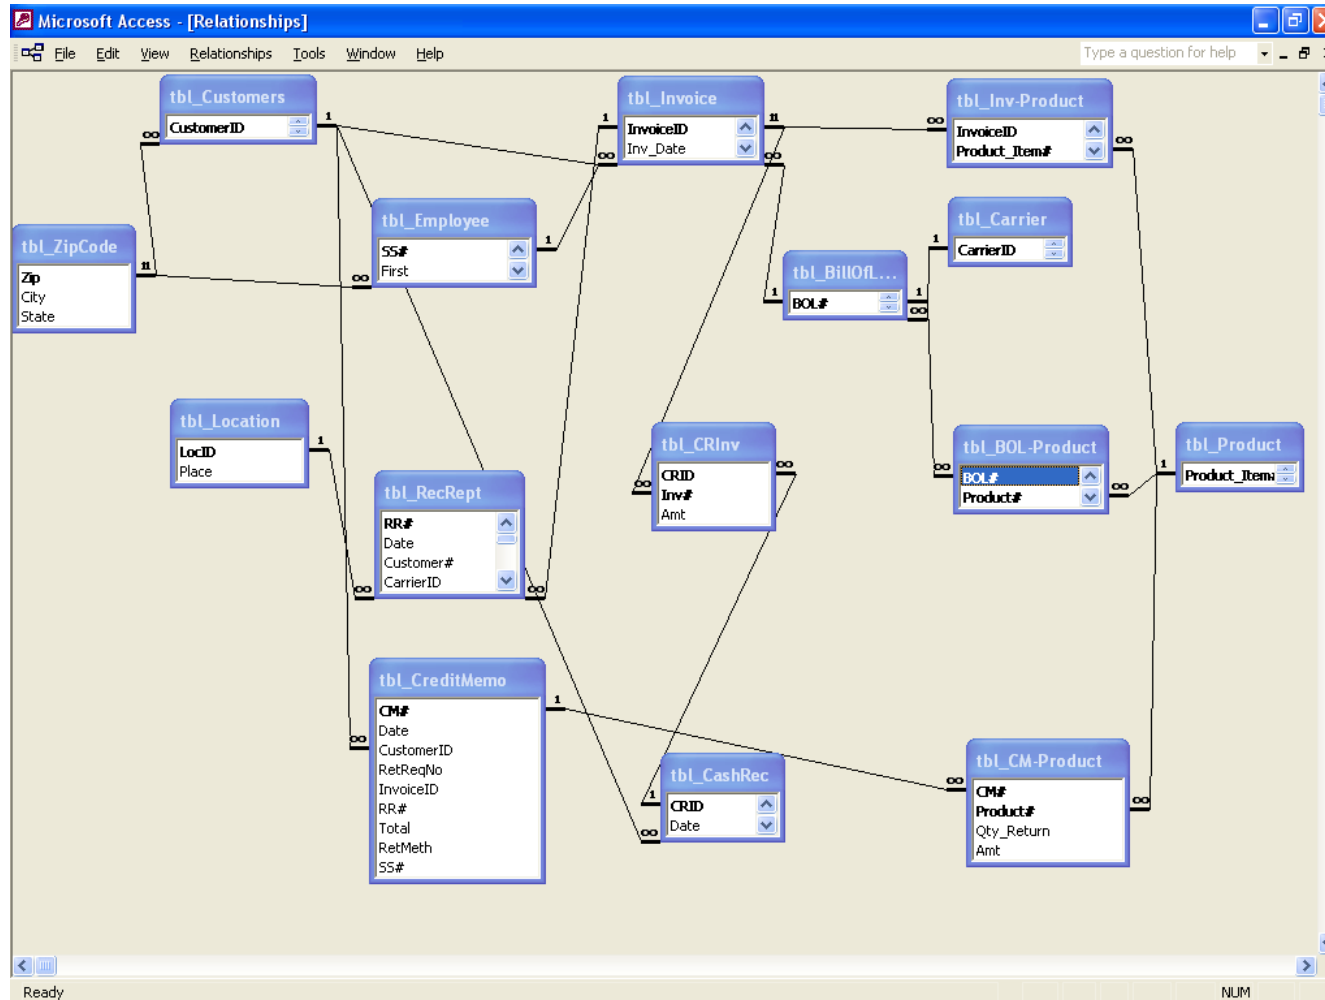 Microsoft Access - [Relationships]
File Edit View Relationships Tools Window Help
Type a question for help
tbl_Customers
CustomerID
tbl_Invoice
InvoiceID
Inv_Date
tbl_Inv-Product
InvoiceID
Product_Item#
tbl_Employee
SS#
First
tbl_Carrier
CarrierID
tbl_ZipCode
Zip
City
State
tbl_BillOfL...
BOL#
tbl_Location
LocID
Place
tbl_CRInv
CRID
Inv#
Amt
tbl_BOL-Product
BOL#
Product#
tbl_Product
Product_Item
tbl_RecRept
RR#
Date
Customer#
CarrierID
tbl_CreditMemo
CM#
Date
CustomerID
RetReqNo
InvoiceID
RR#
Total
RetMeth
SS#
tbl_CashRec
CRID
Date
tbl_CM-Product
CM#
Product#
Qty_Return
Amt
Ready
NUM